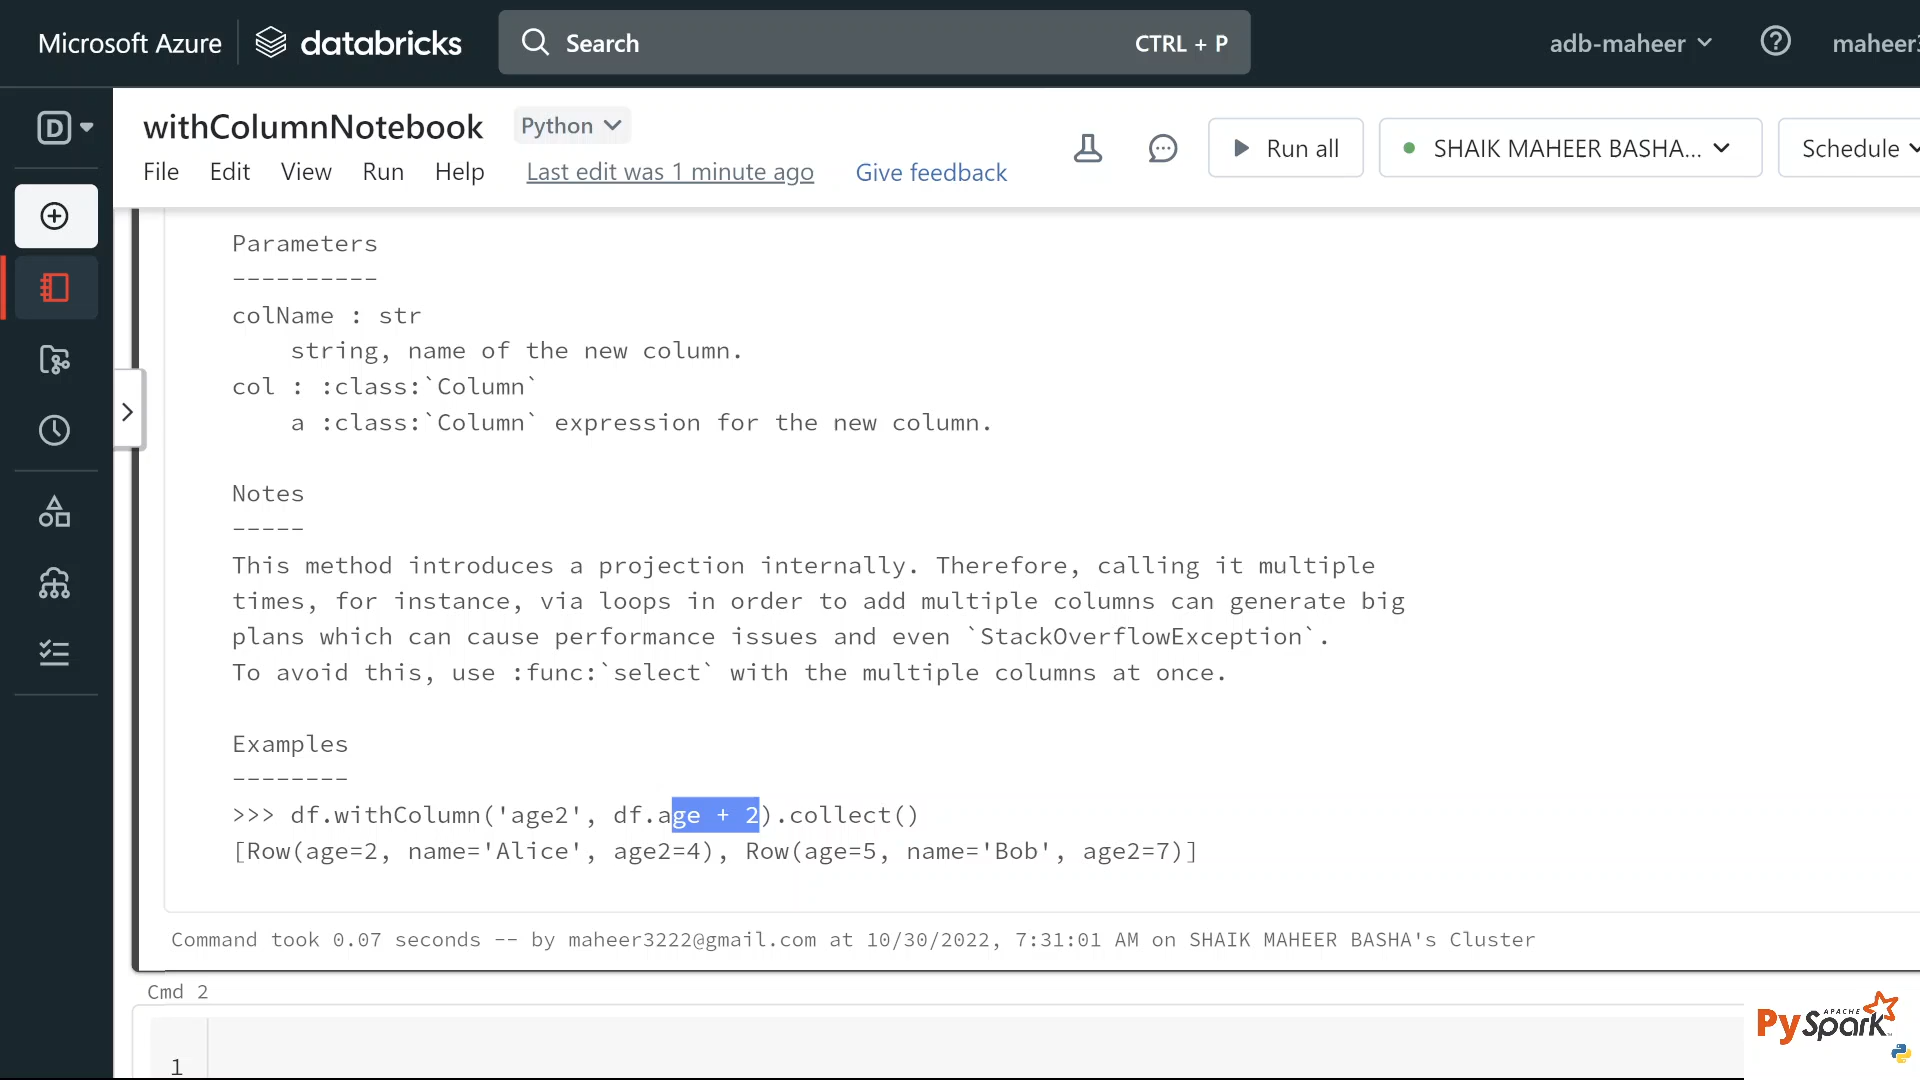 Microsoft Azure databricks Search CTRL + P adb-maheer maheer3
withColumnNotebook Python
File Edit View Run Help Last edit was 1 minute ago Give feedback Run all SHAIK MAHEER BASHA... Schedule
Parameters
----------
colName : str
string, name of the new column.
col : :class:`Column`
a :class:`Column` expression for the new column.
Notes
-----
This method introduces a projection internally. Therefore, calling it multiple
times, for instance, via loops in order to add multiple columns can generate big
plans which can cause performance issues and even `StackOverflowException`.
To avoid this, use :func:`select` with the multiple columns at once.
Examples
--------
>>> df.withColumn('age2', df.age + 2).collect()
[Row(age=2, name='Alice', age2=4), Row(age=5, name='Bob', age2=7)]
Command took 0.07 seconds -- by maheer3222@gmail.com at 10/30/2022, 7:31:01 AM on SHAIK MAHEER BASHA's Cluster
Cmd 2
1
APACHE
PySpark